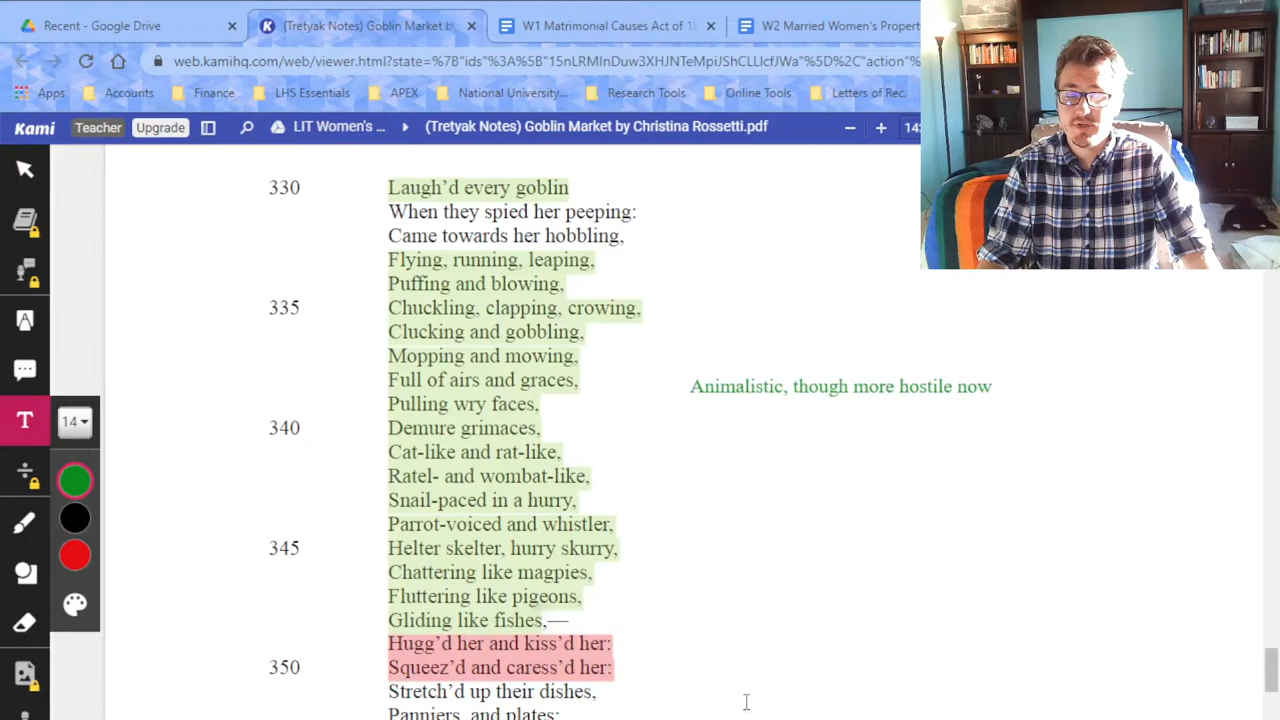 Recent - Google Drive
(Tretyak Notes) Goblin Market b
W1 Matrimonial Causes Act of 18
W2 Married Women's Property
web.kamihq.com/web/viewer.html?state=%7B"ids"%3A%5B"15nLRMInDuw3XHJNTeMpiJShCLLIcfJWa"%5D%2C"action"
Apps
Accounts
Finance
LHS Essentials
APEX
National University...
Research Tools
Online Tools
Letters of Rec.
Kami
Teacher
Upgrade
LIT Women's ...
(Tretyak Notes) Goblin Market by Christina Rossetti.pdf
14
330 Laugh'd every goblin
When they spied her peeping:
Came towards her hobbling,
Flying, running, leaping,
Puffing and blowing,
335 Chuckling, clapping, crowing,
Clucking and gobbling,
Mopping and mowing,
Full of airs and graces,
Animalistic, though more hostile now
Pulling wry faces,
340 Demure grimaces,
Cat-like and rat-like,
Ratel- and wombat-like,
Snail-paced in a hurry,
Parrot-voiced and whistler,
345 Helter skelter, hurry skurry,
Chattering like magpies,
Fluttering like pigeons,
Gliding like fishes,—
Hugg'd her and kiss'd her:
350 Squeez'd and caress'd her:
Stretch'd up their dishes,
Panniers, and plates:
T
14